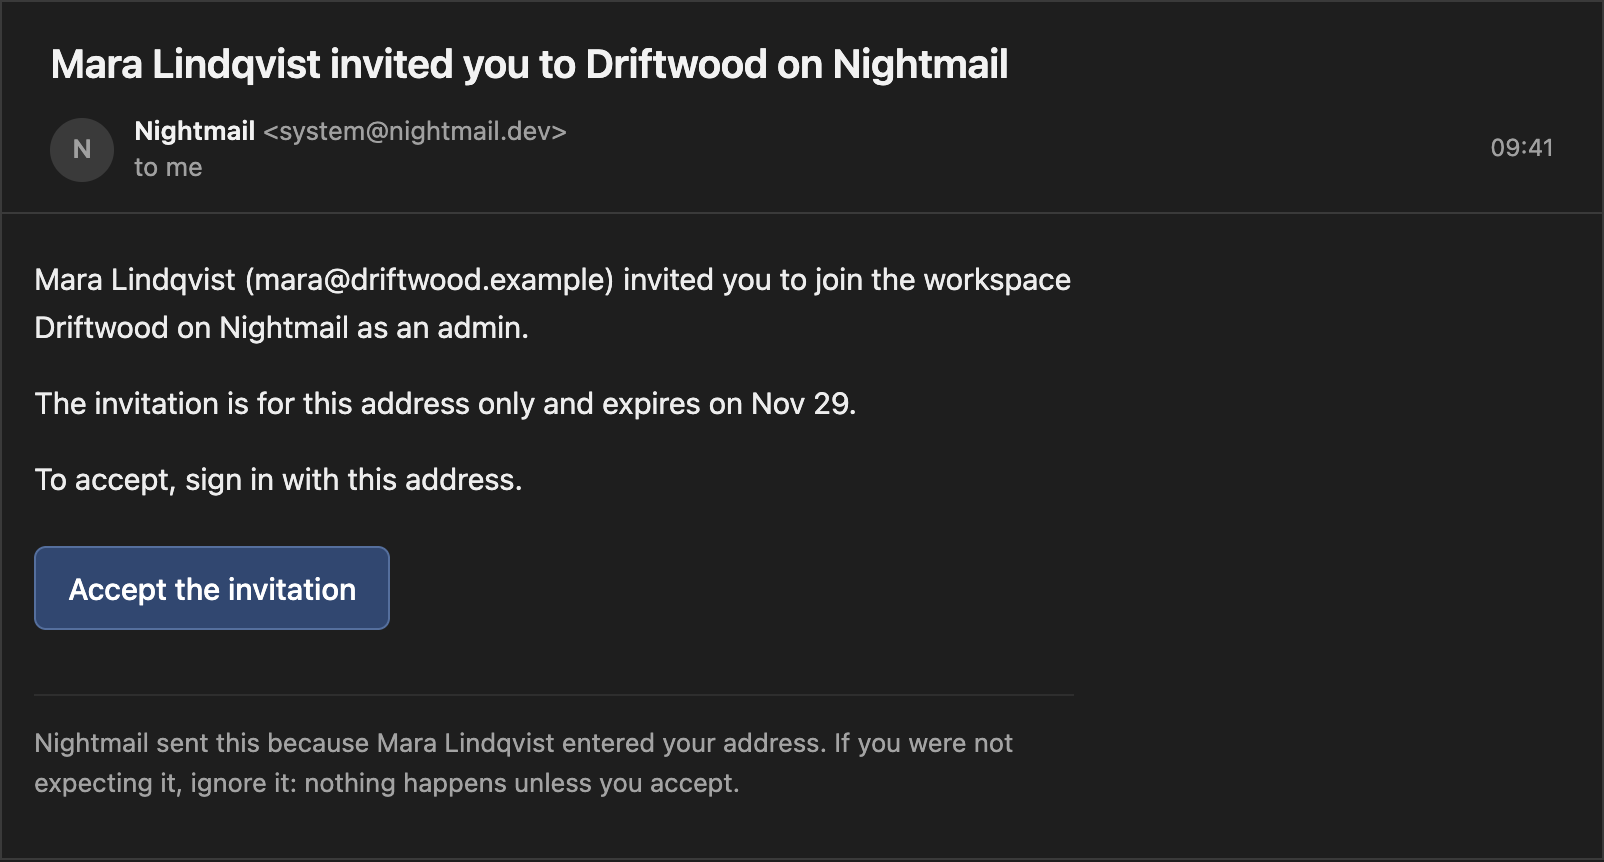 Mara Lindqvist invited you to Driftwood on Nightmail
N
Nightmail <system@nightmail.dev>
to me
09:41
Mara Lindqvist (mara@driftwood.example) invited you to join the workspace
Driftwood on Nightmail as an admin.
The invitation is for this address only and expires on Nov 29.
To accept, sign in with this address.
Accept the invitation
Nightmail sent this because Mara Lindqvist entered your address. If you were not
expecting it, ignore it: nothing happens unless you accept.